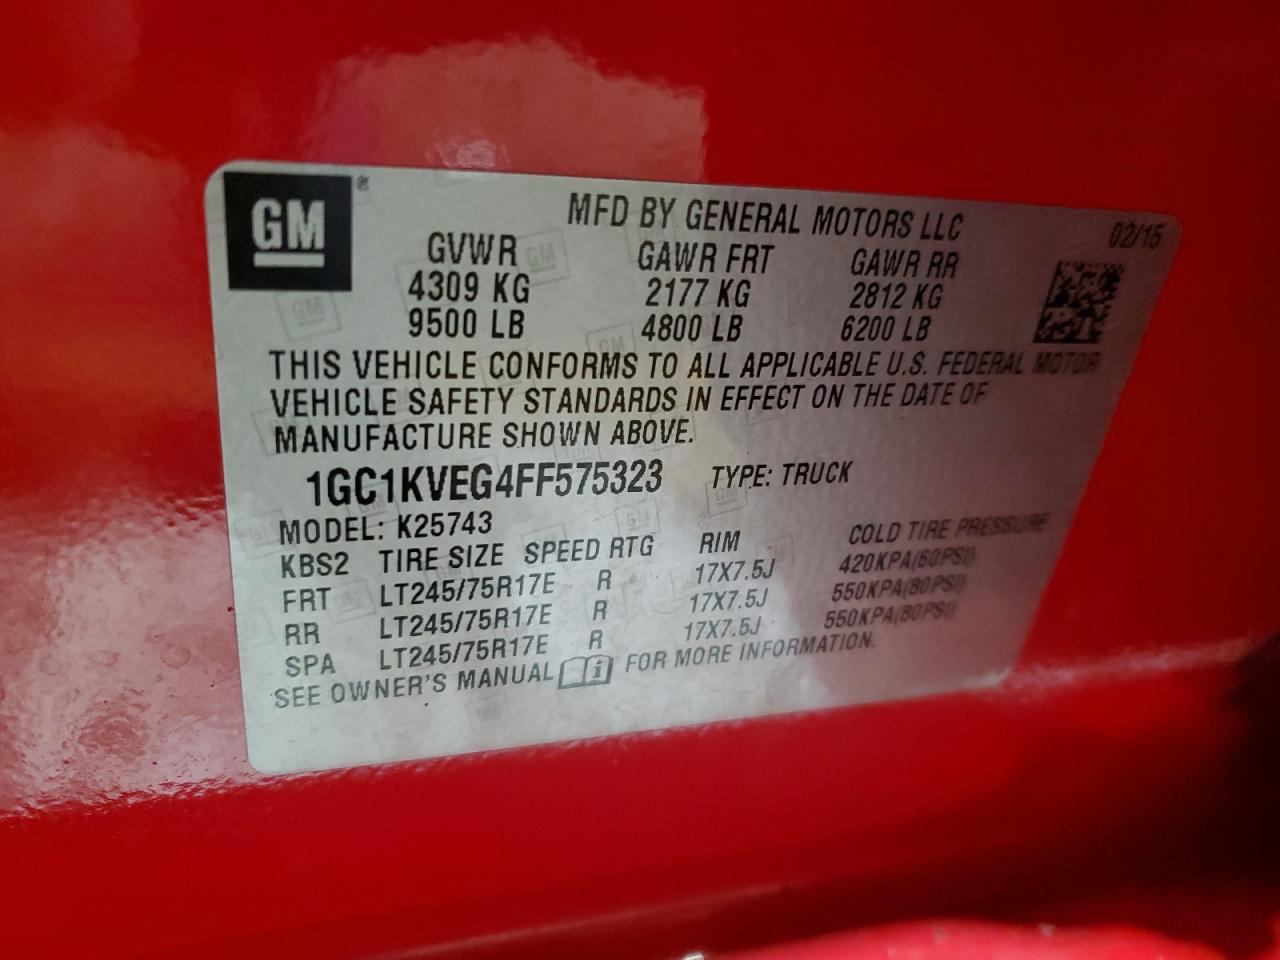 GM®
MFD BY GENERAL MOTORS LLC 02/15
GVWR GAWR FRT GAWR RR
4309 KG 2177 KG 2812 KG
9500 LB 4800 LB 6200 LB
THIS VEHICLE CONFORMS TO ALL APPLICABLE U.S. FEDERAL MOTOR
VEHICLE SAFETY STANDARDS IN EFFECT ON THE DATE OF
MANUFACTURE SHOWN ABOVE.
1GC1KVEG4FF575323 TYPE: TRUCK
MODEL: K25743
KBS2 TIRE SIZE SPEED RTG RIM COLD TIRE PRESSURE
FRT LT245/75R17E R 17X7.5J 420KPA(60PSI)
RR LT245/75R17E R 17X7.5J 550KPA(80PSI)
SPA LT245/75R17E R 17X7.5J 550KPA(80PSI)
SEE OWNER'S MANUAL FOR MORE INFORMATION.